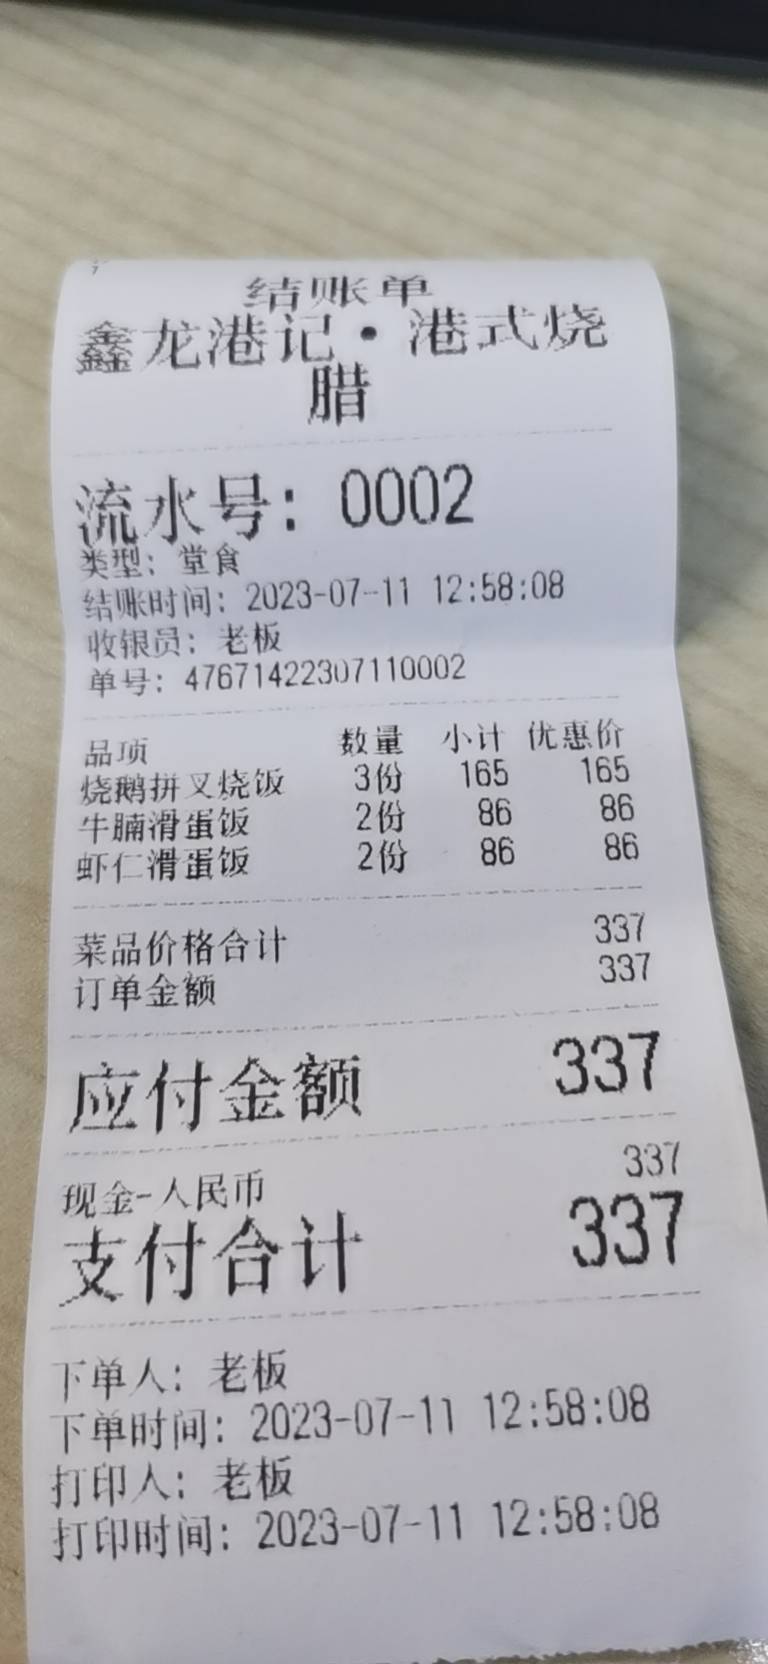 结账单
鑫龙港记·港式烧
腊
流水号: 0002
类型: 堂食
结账时间: 2023-07-11 12:58:08
收银员: 老板
单号: 47671422307110002
品项 数量 小计 优惠价
烧鹅拼叉烧饭 3份 165 165
牛腩滑蛋饭 2份 86 86
虾仁滑蛋饭 2份 86 86
菜品价格合计 337
订单金额 337
应付金额 337
现金-人民币 337
支付合计 337
下单人: 老板
下单时间: 2023-07-11 12:58:08
打印人: 老板
打印时间: 2023-07-11 12:58:08